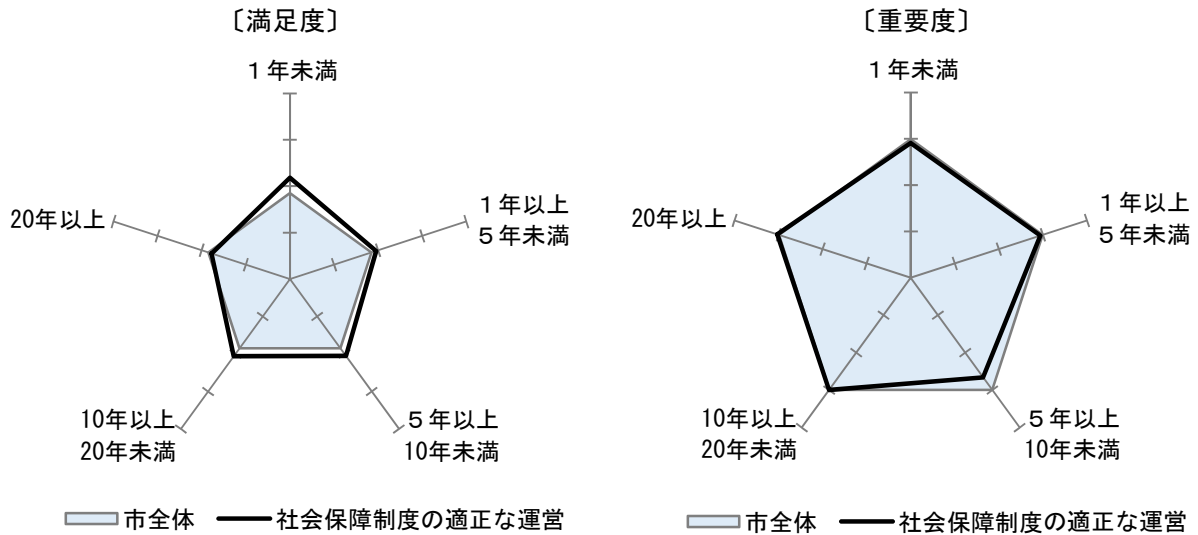 〔満足度〕
１年未満
１年以上
５年未満
５年以上
10年未満
10年以上
20年未満
20年以上
市全体
社会保障制度の適正な運営
〔重要度〕
１年未満
１年以上
５年未満
５年以上
10年未満
10年以上
20年未満
20年以上
市全体
社会保障制度の適正な運営